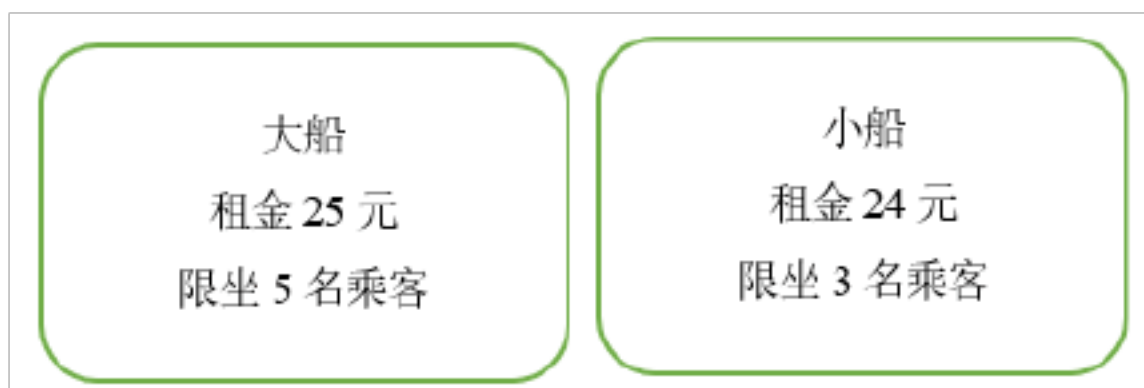 大船
租金 25 元
限坐 5 名乘客
小船
租金 24 元
限坐 3 名乘客